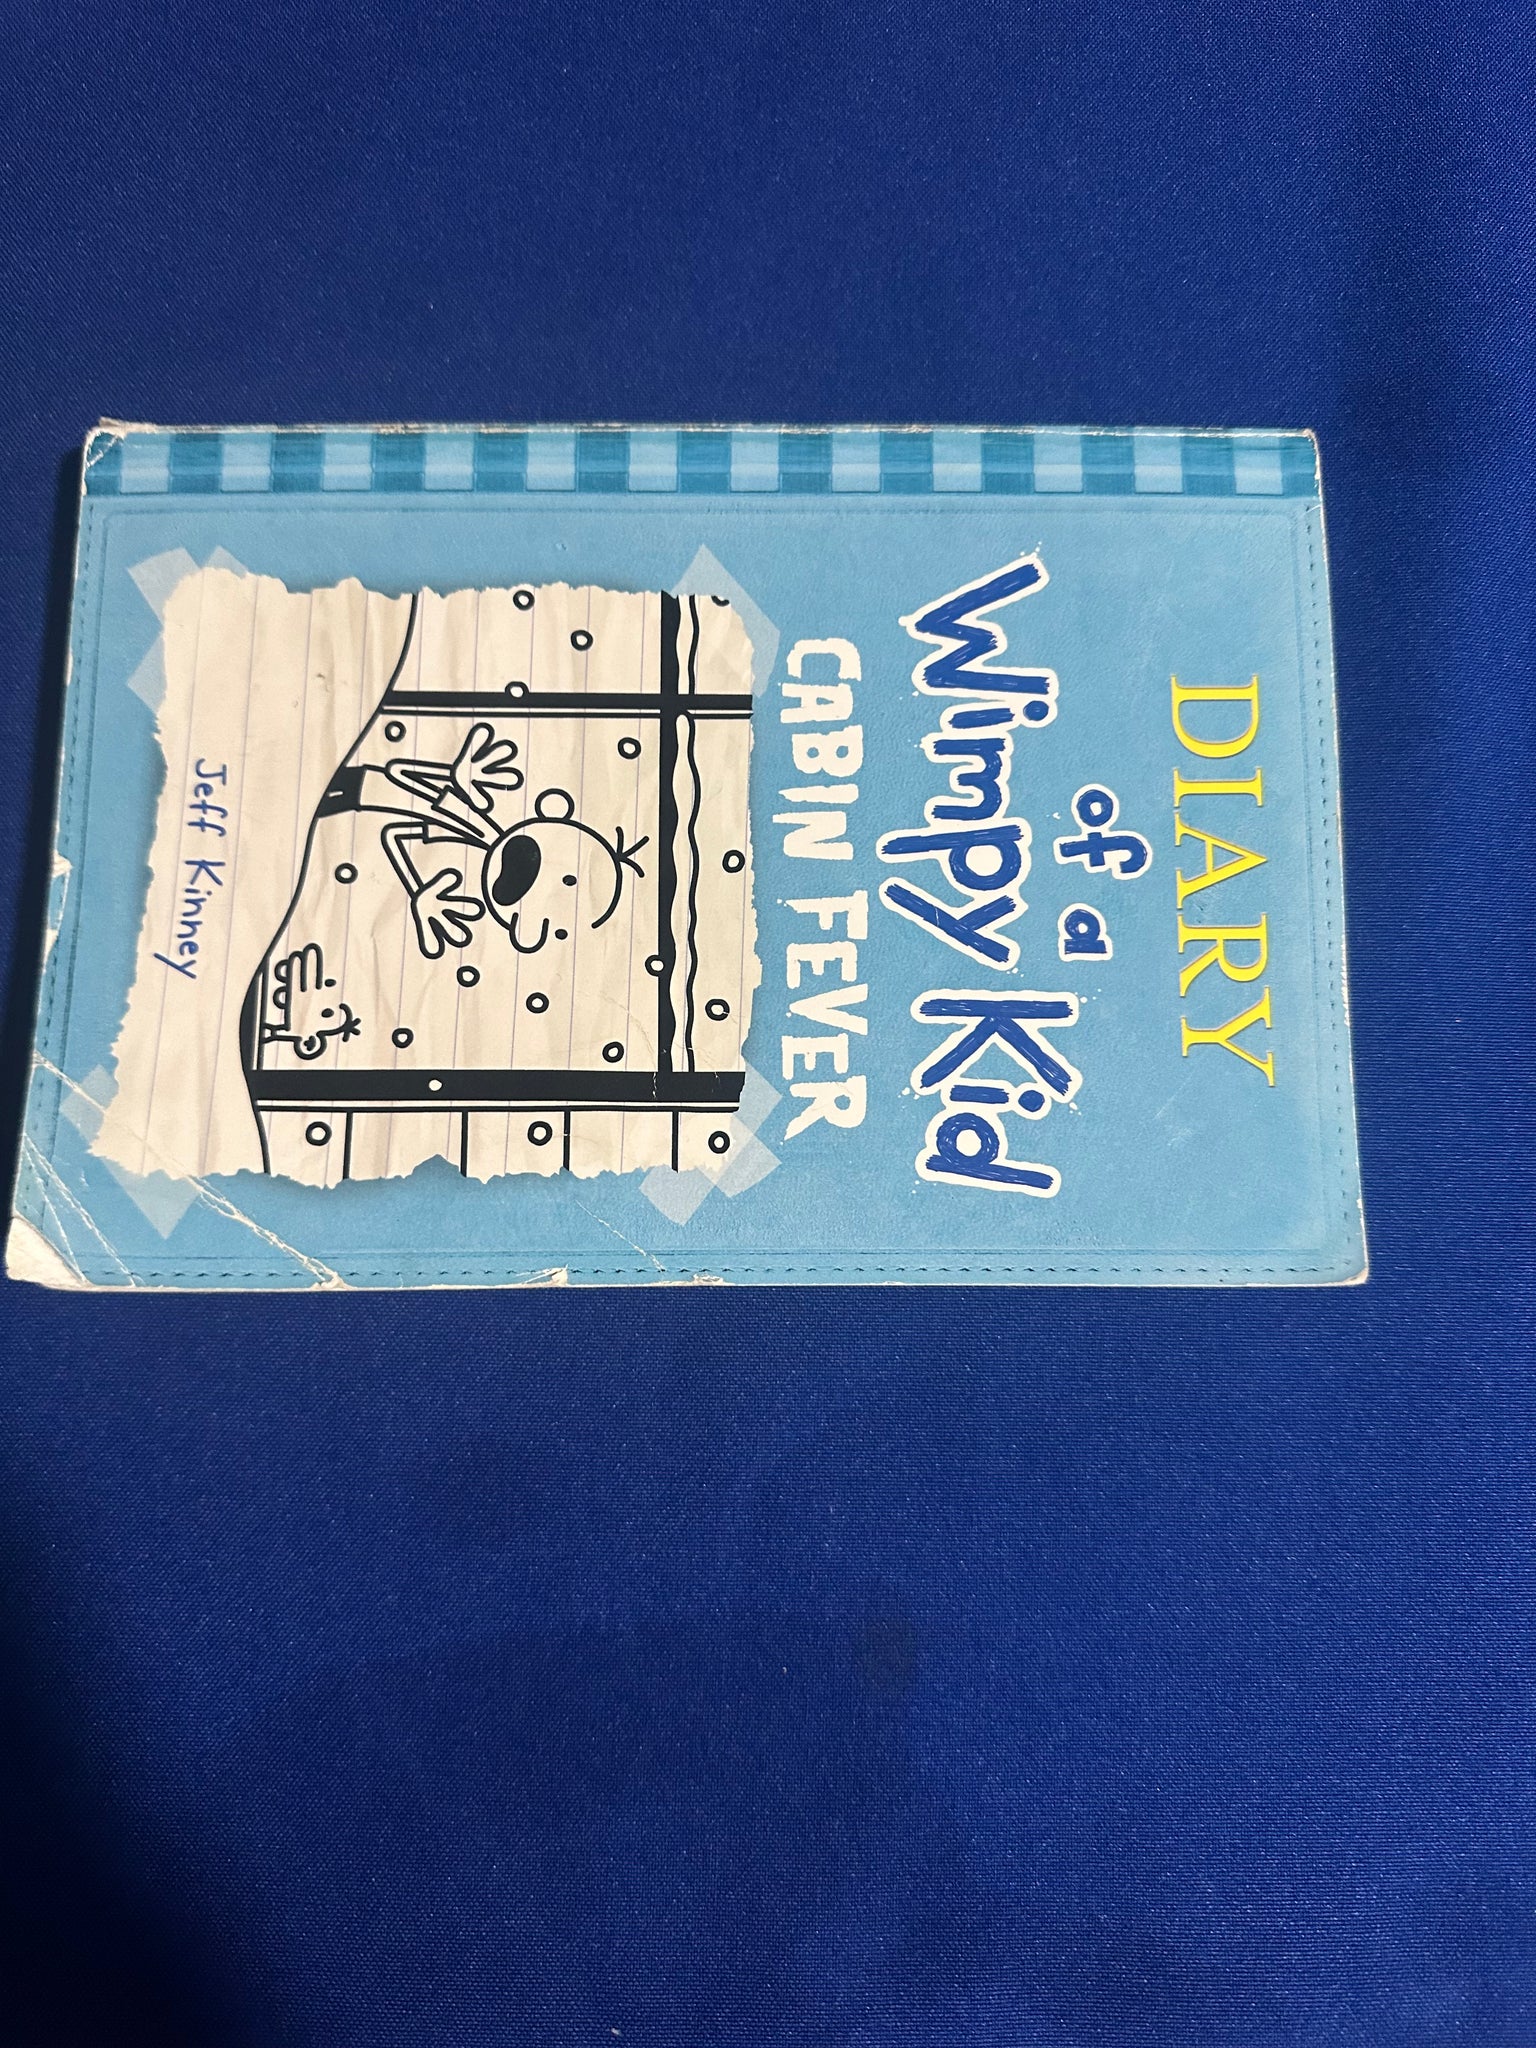 DIARY
of a
Wimpy Kid
CABIN FEVER
Jeff Kinney